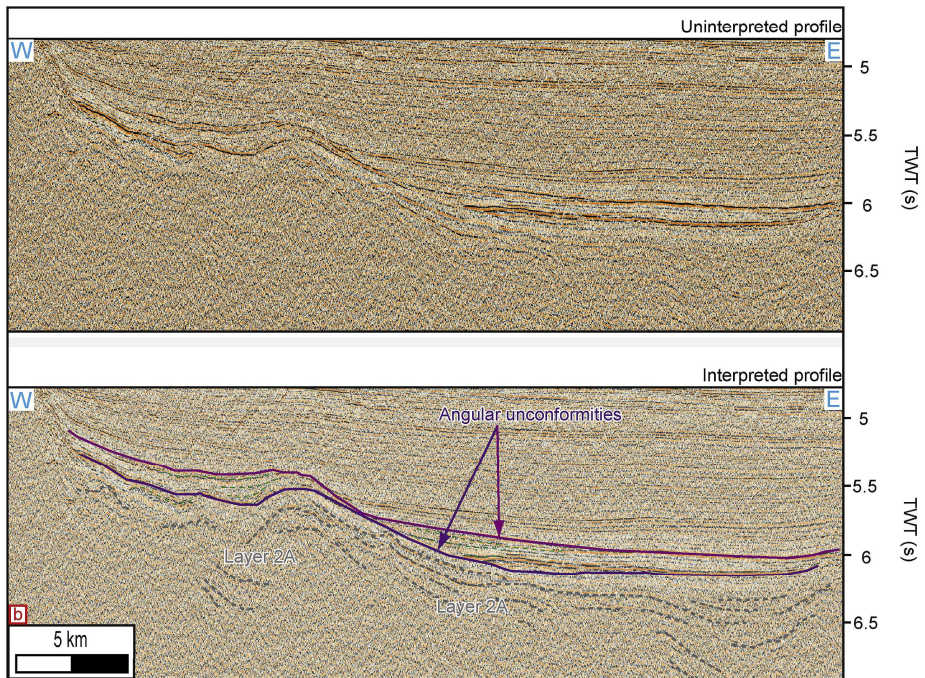 Uninterpreted profile
W
E
5
5.5
6
6.5
TWT (s)
Interpreted profile
W
E
Angular unconformities
5
5.5
6
6.5
TWT (s)
Layer 2A
Layer 2A
b
5 km